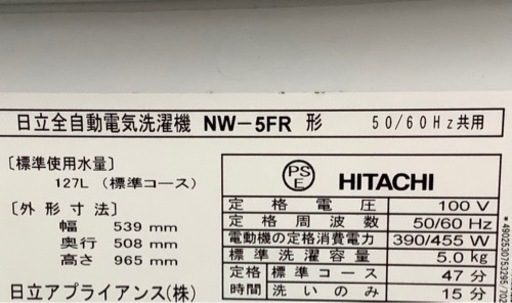 日立全自動電気洗濯機 NW-5FR 形 50/60Hz共用
〔標準使用水量〕
127L (標準コース)
〔外形寸法〕
幅 539 mm
奥行 508 mm
高さ 965 mm
日立アプライアンス(株)
PSE HITACHI
定格電圧 100 V
定格周波数 50/60 Hz
電動機の定格消費電力 390/455 W
標準洗濯容量 5.0 kg
定格時間 標準コース 47分
洗いのみ 15分